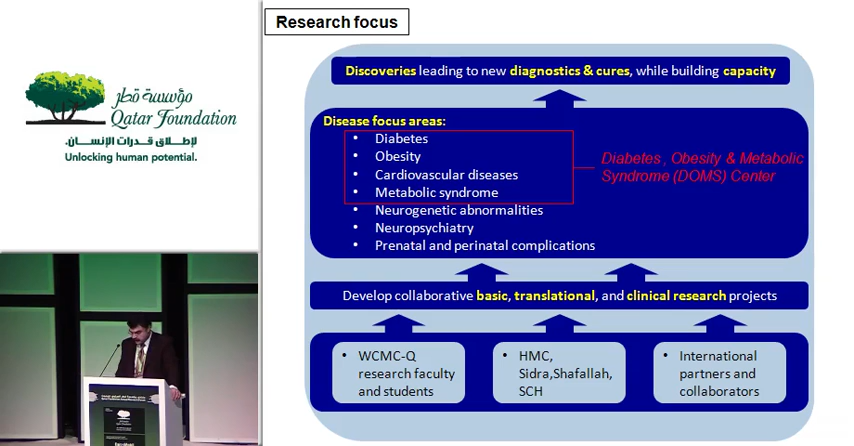 مؤسسة قطر
Qatar Foundation
لإطلاق قدرات الإنسان.
Unlocking human potential.
Research focus
Discoveries leading to new diagnostics & cures, while building capacity
Disease focus areas:
• Diabetes
• Obesity
• Cardiovascular diseases
• Metabolic syndrome
• Neurogenetic abnormalities
• Neuropsychiatry
• Prenatal and perinatal complications
Diabetes , Obesity & Metabolic
Syndrome (DOMS) Center
Develop collaborative basic, translational, and clinical research projects
• WCMC-Q
research faculty
and students
• HMC,
Sidra,Shafallah,
SCH
• International
partners and
collaborators